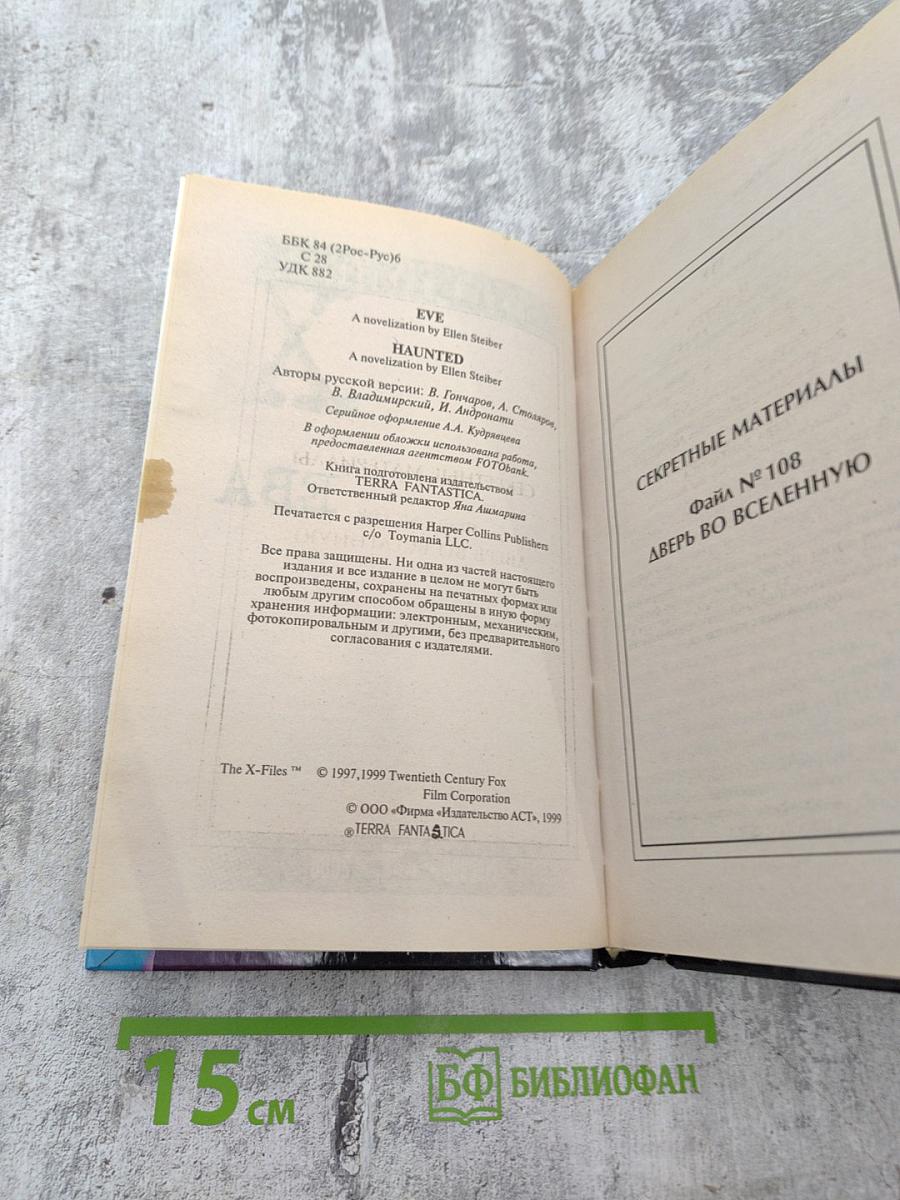 ББК 84 (2Рос-Рус)6
С 28
УДК 882
EVE
A novelization by Ellen Steiber
HAUNTED
A novelization by Ellen Steiber
Авторы русской версии: В. Гончаров, А. Столяров,
В. Владимирский, И. Андронати
Серийное оформление А.А. Кудрявцева
В оформлении обложки использована работа,
предоставленная агентством FOTObank.
Книга подготовлена издательством
TERRA FANTASTICA.
Ответственный редактор Яна Ашмарина
Печатается с разрешения Harper Collins Publishers
c/o Toymania LLC.
Все права защищены. Ни одна из частей настоящего
издания и все издание в целом не могут быть
воспроизведены, сохранены на печатных формах или
любым другим способом обращены в иную форму
хранения информации: электронным, механическим,
фотокопировальным и другими, без предварительного
согласования с издателями.
The X-Files ™ © 1997,1999 Twentieth Century Fox
Film Corporation
© ООО «Фирма «Издательство АСТ», 1999
® TERRA FANTASTICA
СЕКРЕТНЫЕ МАТЕРИАЛЫ
Файл № 108
ДВЕРЬ ВО ВСЕЛЕННУЮ
15 см
БФ БИБЛИОФАН